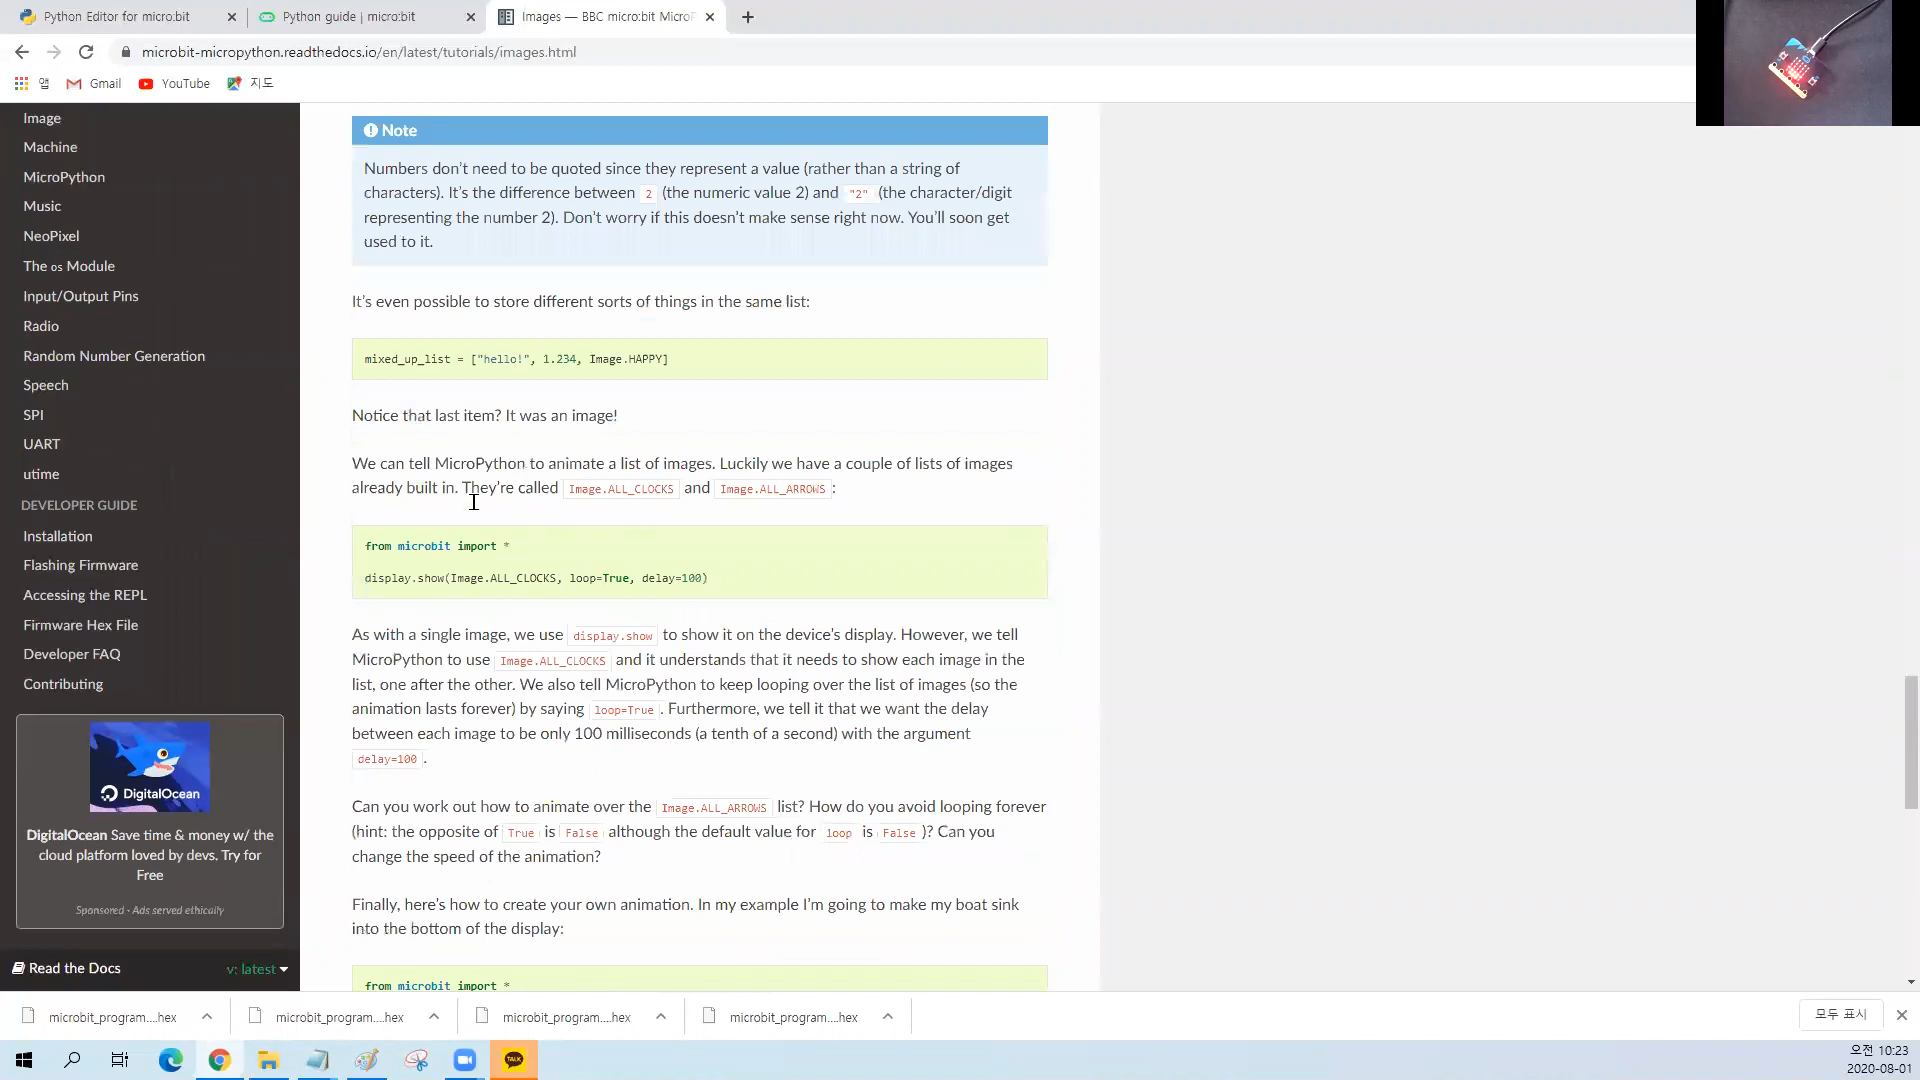 Python Editor for micro:bit
Python guide | micro:bit
Images — BBC micro:bit MicroP
microbit-micropython.readthedocs.io/en/latest/tutorials/images.html
앱
Gmail
YouTube
지도
Image
Machine
MicroPython
Music
NeoPixel
The os Module
Input/Output Pins
Radio
Random Number Generation
Speech
SPI
UART
utime
DEVELOPER GUIDE
Installation
Flashing Firmware
Accessing the REPL
Firmware Hex File
Developer FAQ
Contributing
DigitalOcean
DigitalOcean Save time & money w/ the
cloud platform loved by devs. Try for
Free
Sponsored · Ads served ethically
Read the Docs
v: latest
Note
Numbers don't need to be quoted since they represent a value (rather than a string of
characters). It's the difference between 2 (the numeric value 2) and "2" (the character/digit
representing the number 2). Don't worry if this doesn't make sense right now. You'll soon get
used to it.
It's even possible to store different sorts of things in the same list:
mixed_up_list = ["hello!", 1.234, Image.HAPPY]
Notice that last item? It was an image!
We can tell MicroPython to animate a list of images. Luckily we have a couple of lists of images
already built in. They're called Image.ALL_CLOCKS and Image.ALL_ARROWS :
from microbit import *
display.show(Image.ALL_CLOCKS, loop=True, delay=100)
As with a single image, we use display.show to show it on the device's display. However, we tell
MicroPython to use Image.ALL_CLOCKS and it understands that it needs to show each image in the
list, one after the other. We also tell MicroPython to keep looping over the list of images (so the
animation lasts forever) by saying loop=True . Furthermore, we tell it that we want the delay
between each image to be only 100 milliseconds (a tenth of a second) with the argument
delay=100 .
Can you work out how to animate over the Image.ALL_ARROWS list? How do you avoid looping forever
(hint: the opposite of True is False although the default value for loop is False )? Can you
change the speed of the animation?
Finally, here's how to create your own animation. In my example I'm going to make my boat sink
into the bottom of the display:
from microbit import *
microbit_program....hex
microbit_program....hex
microbit_program....hex
microbit_program....hex
모두 표시
TALK
오전 10:23
2020-08-01